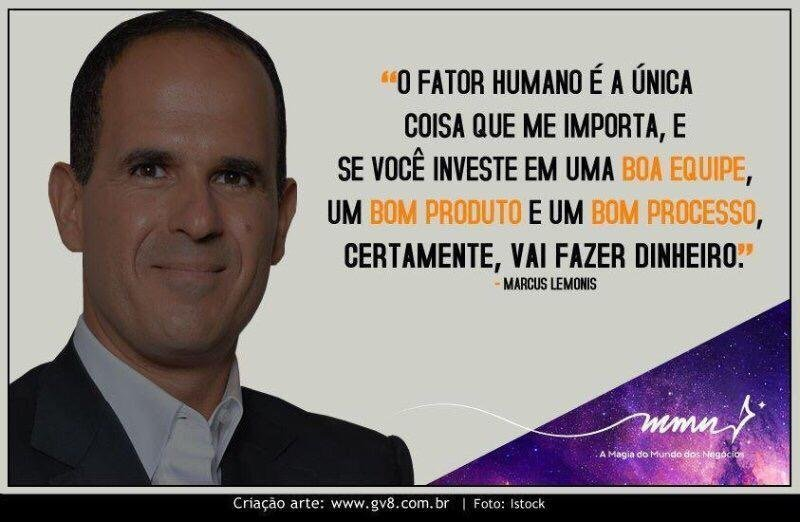 “O FATOR HUMANO É A ÚNICA
COISA QUE ME IMPORTA, E
SE VOCÊ INVESTE EM UMA BOA EQUIPE,
UM BOM PRODUTO E UM BOM PROCESSO,
CERTAMENTE, VAI FAZER DINHEIRO.”
- MARCUS LEMONIS
mmn
A Magia do Mundo dos Negócios
Criação arte: www.gv8.com.br | Foto: Istock